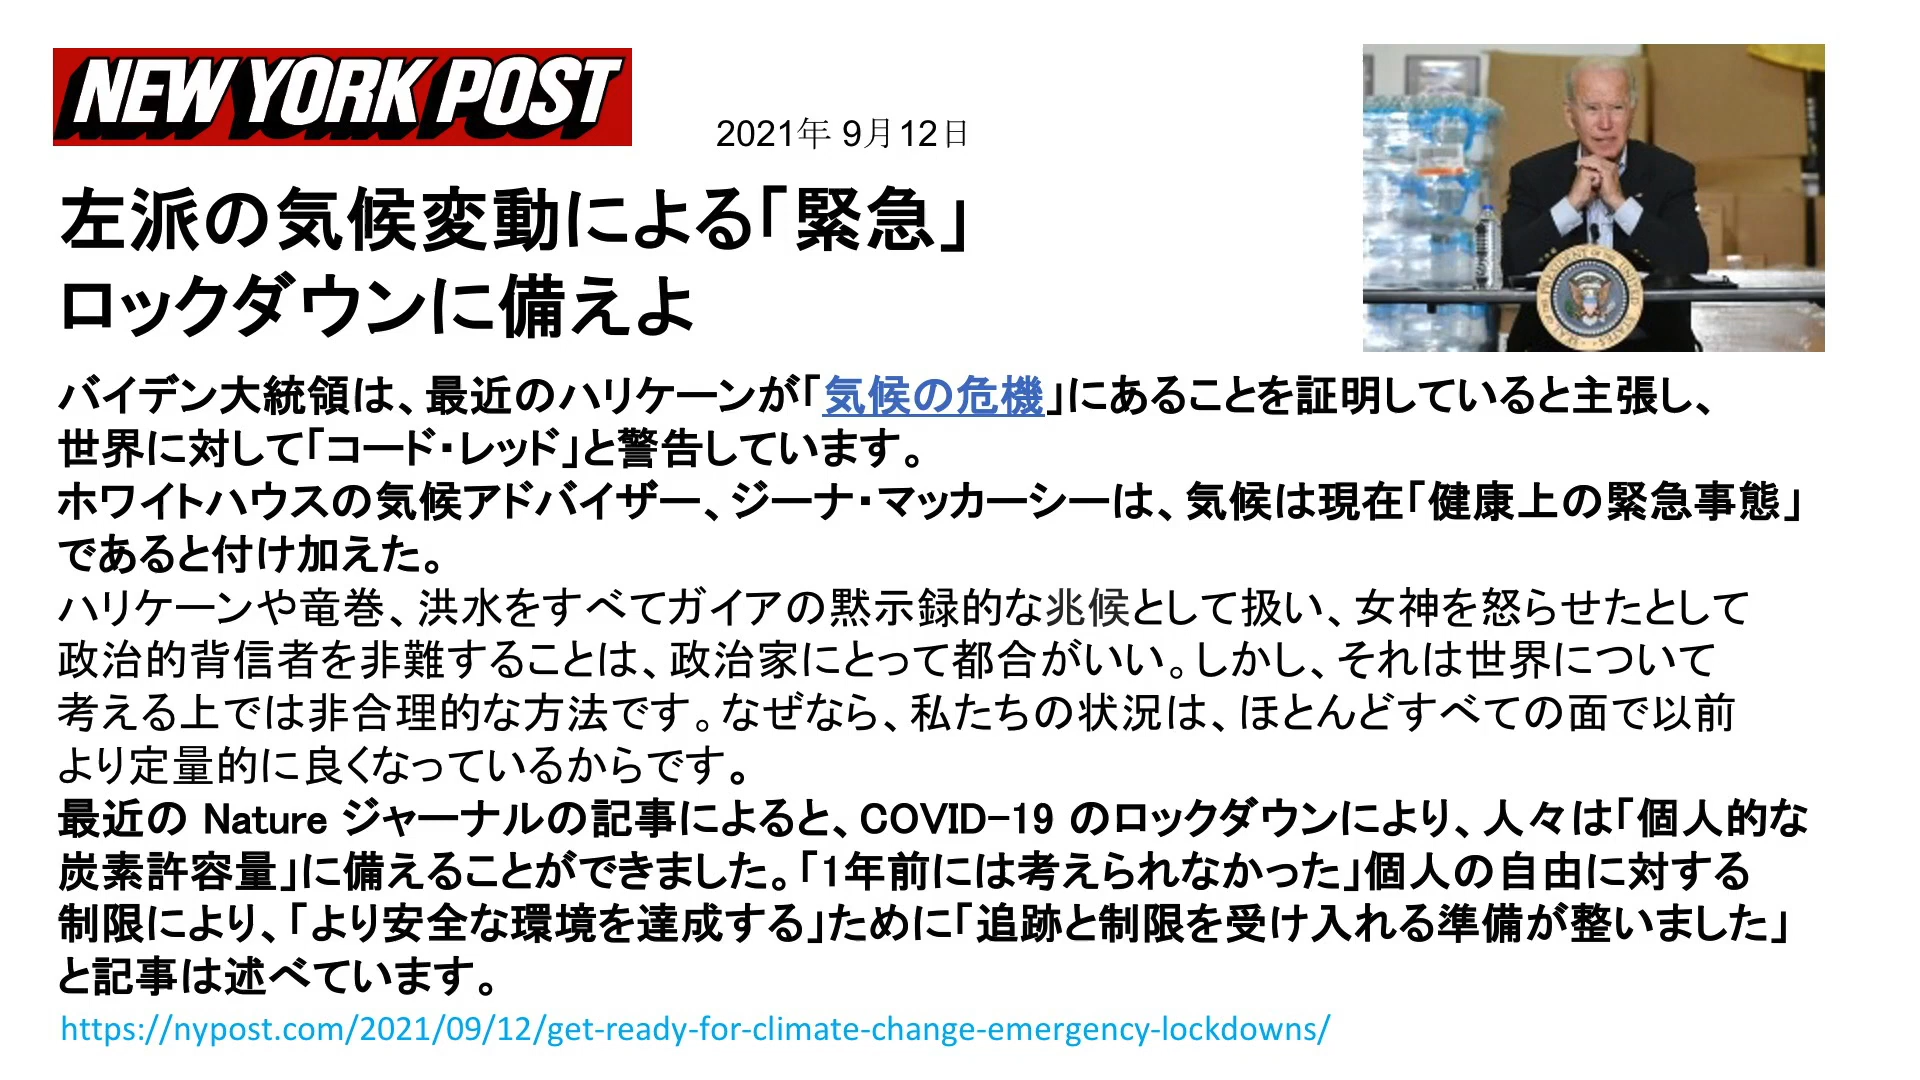 NEW YORK POST
2021年 9月12日
左派の気候変動による「緊急」
ロックダウンに備えよ
バイデン大統領は、最近のハリケーンが「気候の危機」にあることを証明していると主張し、
世界に対して「コード・レッド」と警告しています。
ホワイトハウスの気候アドバイザー、ジーナ・マッカーシーは、気候は現在「健康上の緊急事態」
であると付け加えた。
ハリケーンや竜巻、洪水をすべてガイアの黙示録的な兆候として扱い、女神を怒らせたとして
政治的背信者を非難することは、政治家にとって都合がいい。しかし、それは世界について
考える上では非合理的な方法です。なぜなら、私たちの状況は、ほとんどすべての面で以前
より定量的に良くなっているからです。
最近の Nature ジャーナルの記事によると、COVID-19 のロックダウンにより、人々は「個人的な
炭素許容量」に備えることができました。「1年前には考えられなかった」個人の自由に対する
制限により、「より安全な環境を達成する」ために「追跡と制限を受け入れる準備が整いました」
と記事は述べています。
https://nypost.com/2021/09/12/get-ready-for-climate-change-emergency-lockdowns/